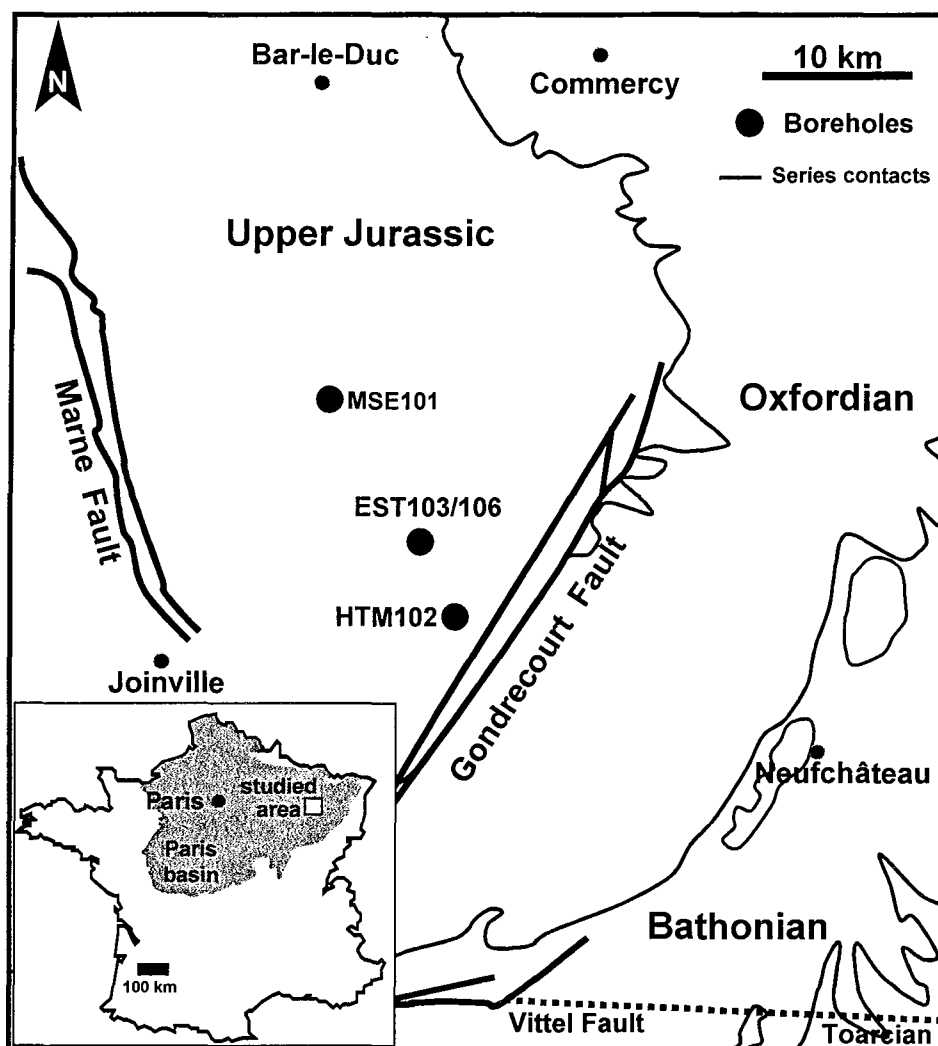 N
Bar-le-Duc
Commercy
10 km
Boreholes
Series contacts
Upper Jurassic
Marne Fault
MSE101
Oxfordian
EST103/106
HTM102
Gondrecourt Fault
Joinville
Neufchâteau
studied
area
Paris
Paris
basin
100 km
Bathonian
Vittel Fault
Toarcian